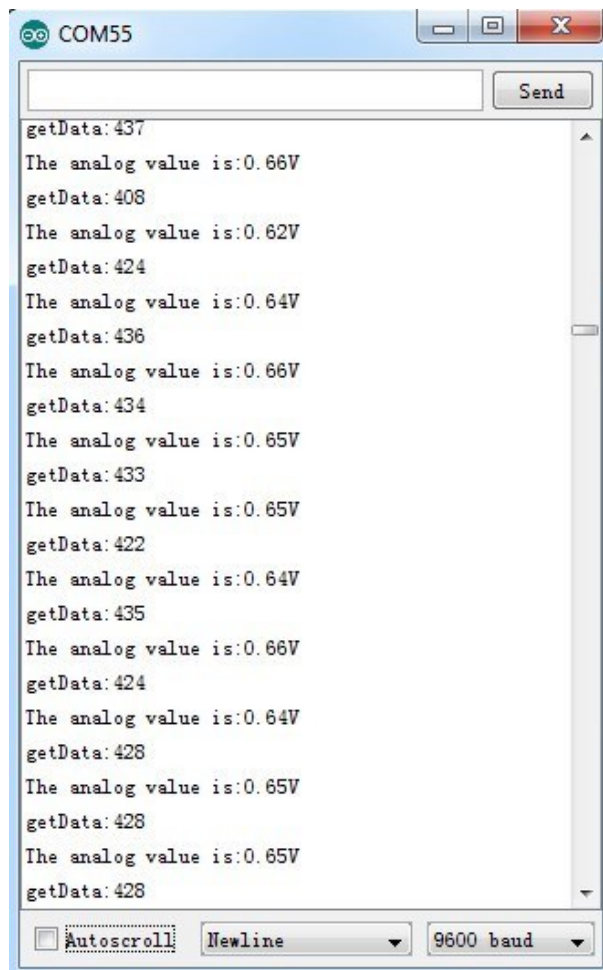 COM55
Send
getData:437
The analog value is:0.66V
getData:408
The analog value is:0.62V
getData:424
The analog value is:0.64V
getData:436
The analog value is:0.66V
getData:434
The analog value is:0.65V
getData:433
The analog value is:0.65V
getData:422
The analog value is:0.64V
getData:435
The analog value is:0.66V
getData:424
The analog value is:0.64V
getData:428
The analog value is:0.65V
getData:428
The analog value is:0.65V
getData:428
Autoscroll Newline 9600 baud